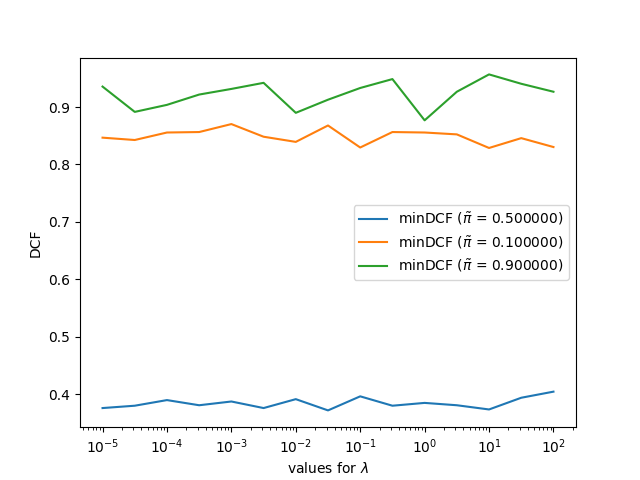 0.9
0.8
0.7
0.6
0.5
0.4
DCF
minDCF (π̃ = 0.500000)
minDCF (π̃ = 0.100000)
minDCF (π̃ = 0.900000)
10⁻⁵ 10⁻⁴ 10⁻³ 10⁻² 10⁻¹ 10⁰ 10¹ 10²
values for λ